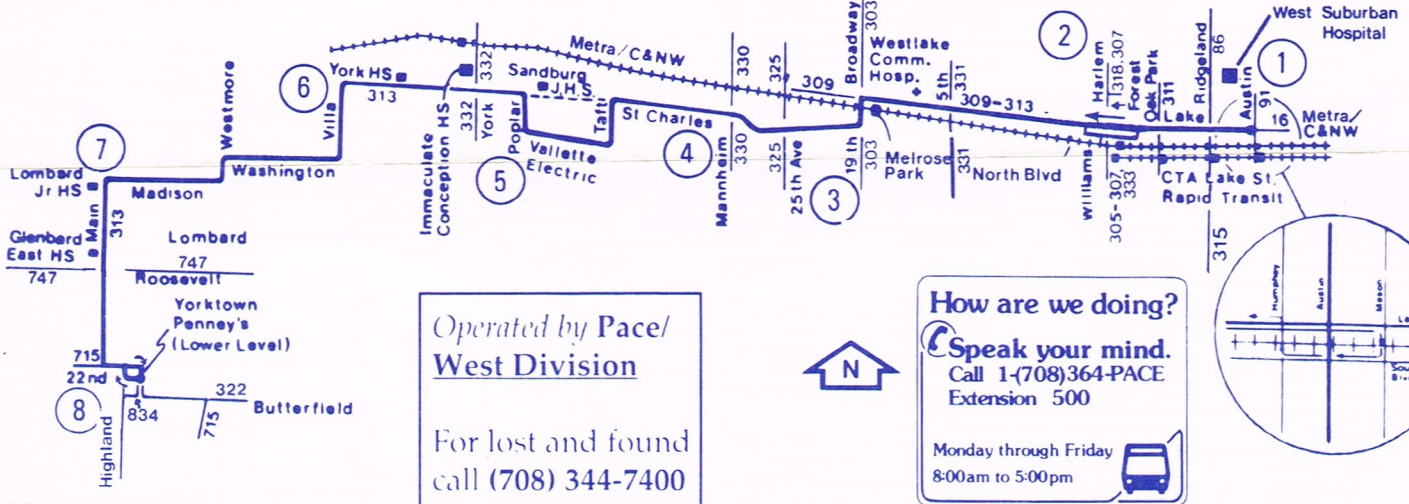 West Suburban
Hospital
1
2
Broadway
303
Westlake
Comm.
Hosp.
5th
331
331
309-313
309
Harlem
318.307
Forest
Oak Park
311
Lake
Ridgeland
86
Austin
91
16
Metra/
C&NW
CTA Lake St.
Rapid Transit
315
Williams
305-307
333
North Blvd
Melrose
Park
19th
303
3
25th Ave
325
325
330
Mannheim
330
4
St Charles
Metra/C&NW
332
Sandburg
J.H.S.
Taft
Poplar
Vallette
Electric
5
York
332
Immaculate
Conception HS
York HS
313
6
Villa
Westmore
Washington
7
Lombard
Jr HS
Madison
Main
313
Glenbard
East HS
747
Lombard
747
Roosevelt
Yorktown
Penney's
(Lower Level)
715
22nd
8
834
322
Butterfield
715
Highland
Operated by Pace/
West Division
For lost and found
call (708) 344-7400
N
How are we doing?
Speak your mind.
Call 1-(708)364-PACE
Extension 500
Monday through Friday
8:00am to 5:00pm
Humphrey
Austin
Mason